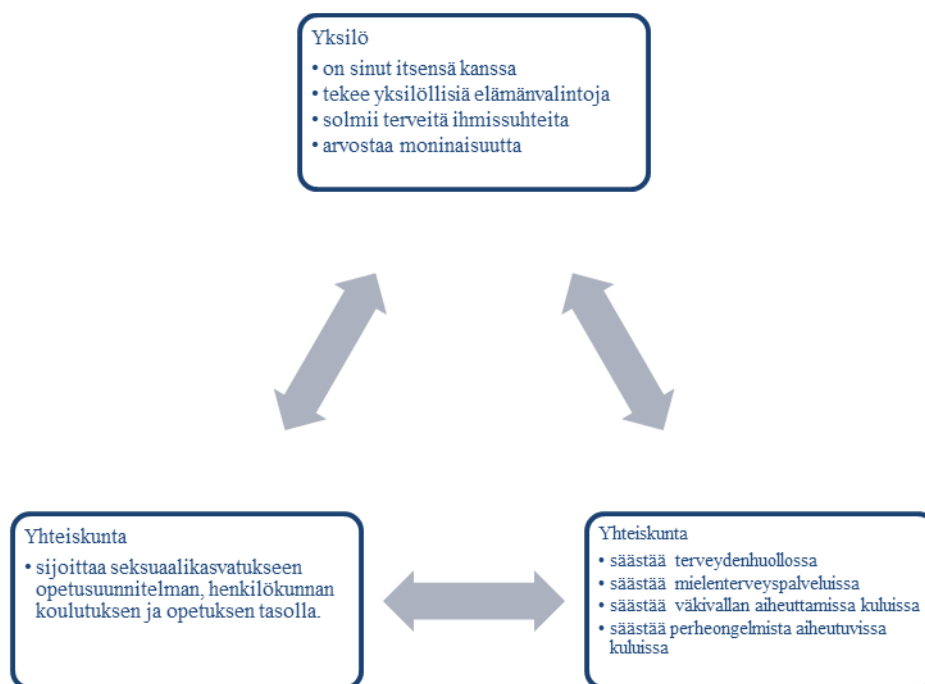 Yksilö
• on sinut itsensä kanssa
• tekee yksilöllisiä elämänvalintoja
• solmii terveitä ihmissuhteita
• arvostaa moninaisuutta
Yhteiskunta
• sijoittaa seksuaalikasvatukseen
opetusuunnitelman, henkilökunnan
koulutuksen ja opetuksen tasolla.
Yhteiskunta
• säästää terveydenhuollossa
• säästää mielenterveyspalveluissa
• säästää väkivallan aiheuttamissa kuluissa
• säästää perheongelmista aiheutuvissa
kuluissa